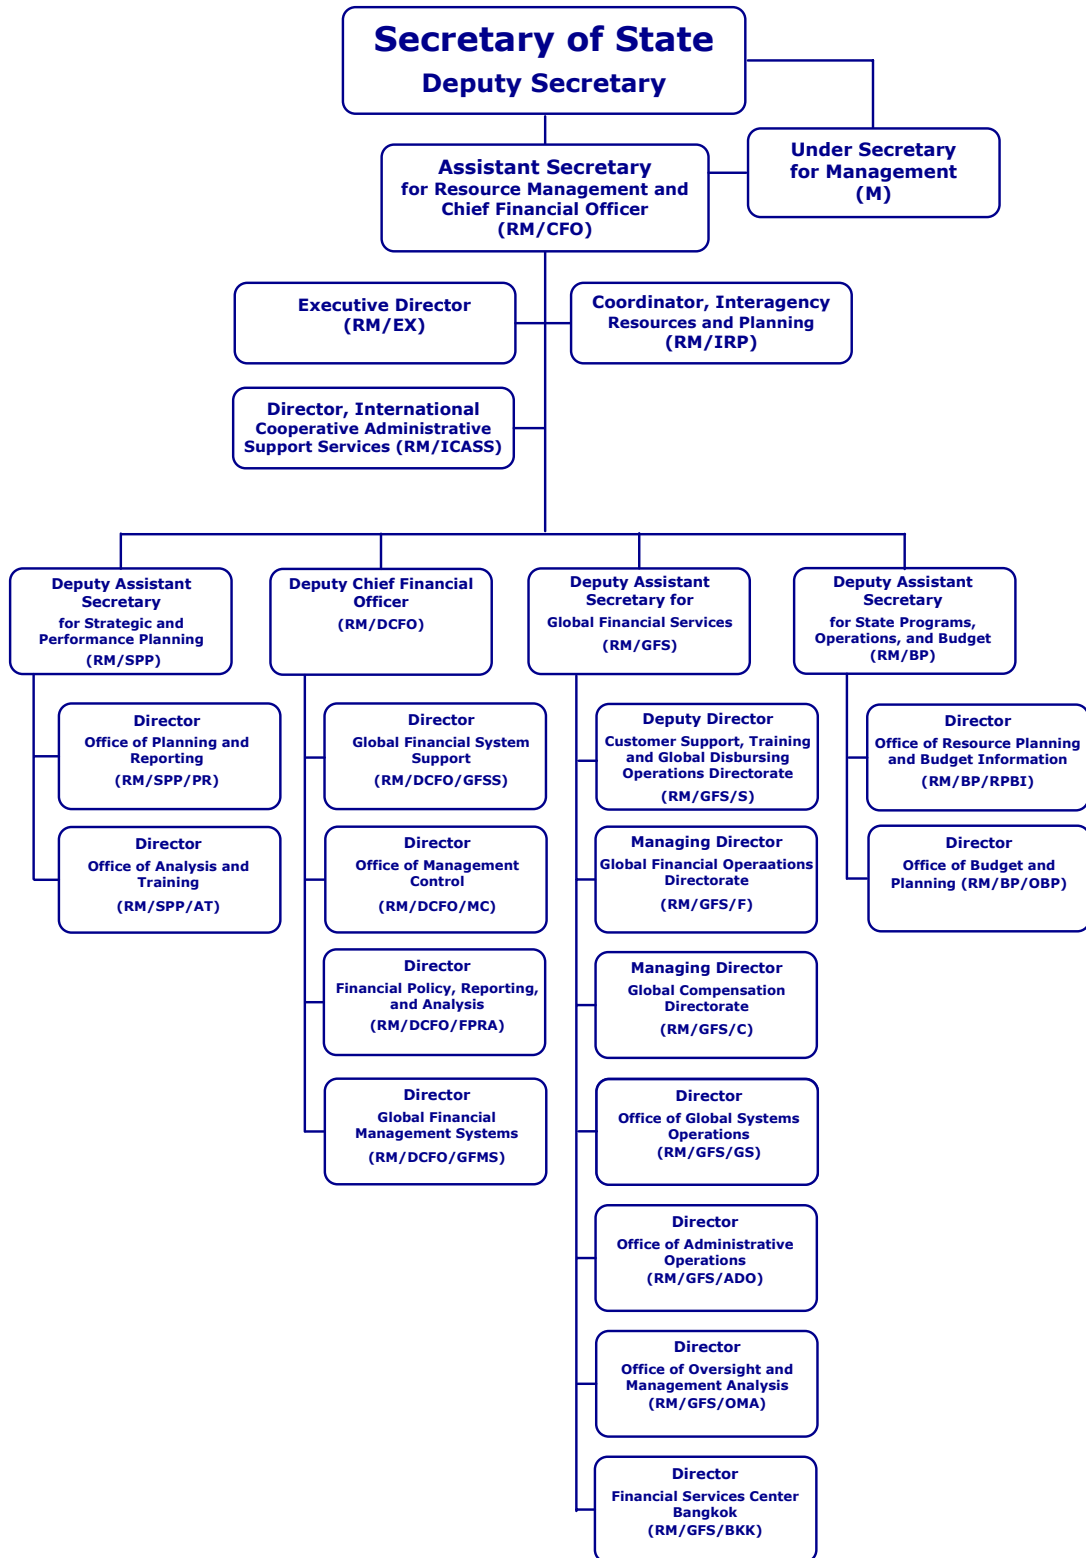 Secretary of State
Deputy Secretary
Assistant Secretary
for Resource Management and
Chief Financial Officer
(RM/CFO)
Under Secretary
for Management
(M)
Executive Director
(RM/EX)
Coordinator, Interagency
Resources and Planning
(RM/IRP)
Director, International
Cooperative Administrative
Support Services (RM/ICASS)
Deputy Assistant
Secretary
for Strategic and
Performance Planning
(RM/SPP)
Director
Office of Planning and
Reporting
(RM/SPP/PR)
Director
Office of Analysis and
Training
(RM/SPP/AT)
Deputy Chief Financial
Officer
(RM/DCFO)
Director
Global Financial System
Support
(RM/DCFO/GFSS)
Director
Office of Management
Control
(RM/DCFO/MC)
Director
Financial Policy, Reporting,
and Analysis
(RM/DCFO/FPRA)
Director
Global Financial
Management Systems
(RM/DCFO/GFMS)
Deputy Assistant
Secretary for
Global Financial Services
(RM/GFS)
Deputy Director
Customer Support, Training
and Global Disbursing
Operations Directorate
(RM/GFS/S)
Managing Director
Global Financial Operaations
Directorate
(RM/GFS/F)
Managing Director
Global Compensation
Directorate
(RM/GFS/C)
Director
Office of Global Systems
Operations
(RM/GFS/GS)
Director
Office of Administrative
Operations
(RM/GFS/ADO)
Director
Office of Oversight and
Management Analysis
(RM/GFS/OMA)
Director
Financial Services Center
Bangkok
(RM/GFS/BKK)
Deputy Assistant
Secretary
for State Programs,
Operations, and Budget
(RM/BP)
Director
Office of Resource Planning
and Budget Information
(RM/BP/RPBI)
Director
Office of Budget and
Planning (RM/BP/OBP)